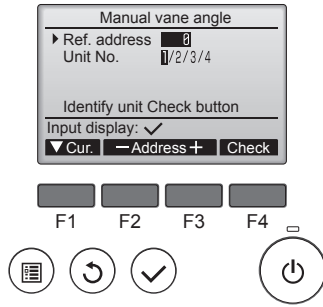 Manual vane angle
Ref. address 0
Unit No. 1/2/3/4
Identify unit Check button
Input display: ✓
▼Cur. −Address+ Check
F1 F2 F3 F4